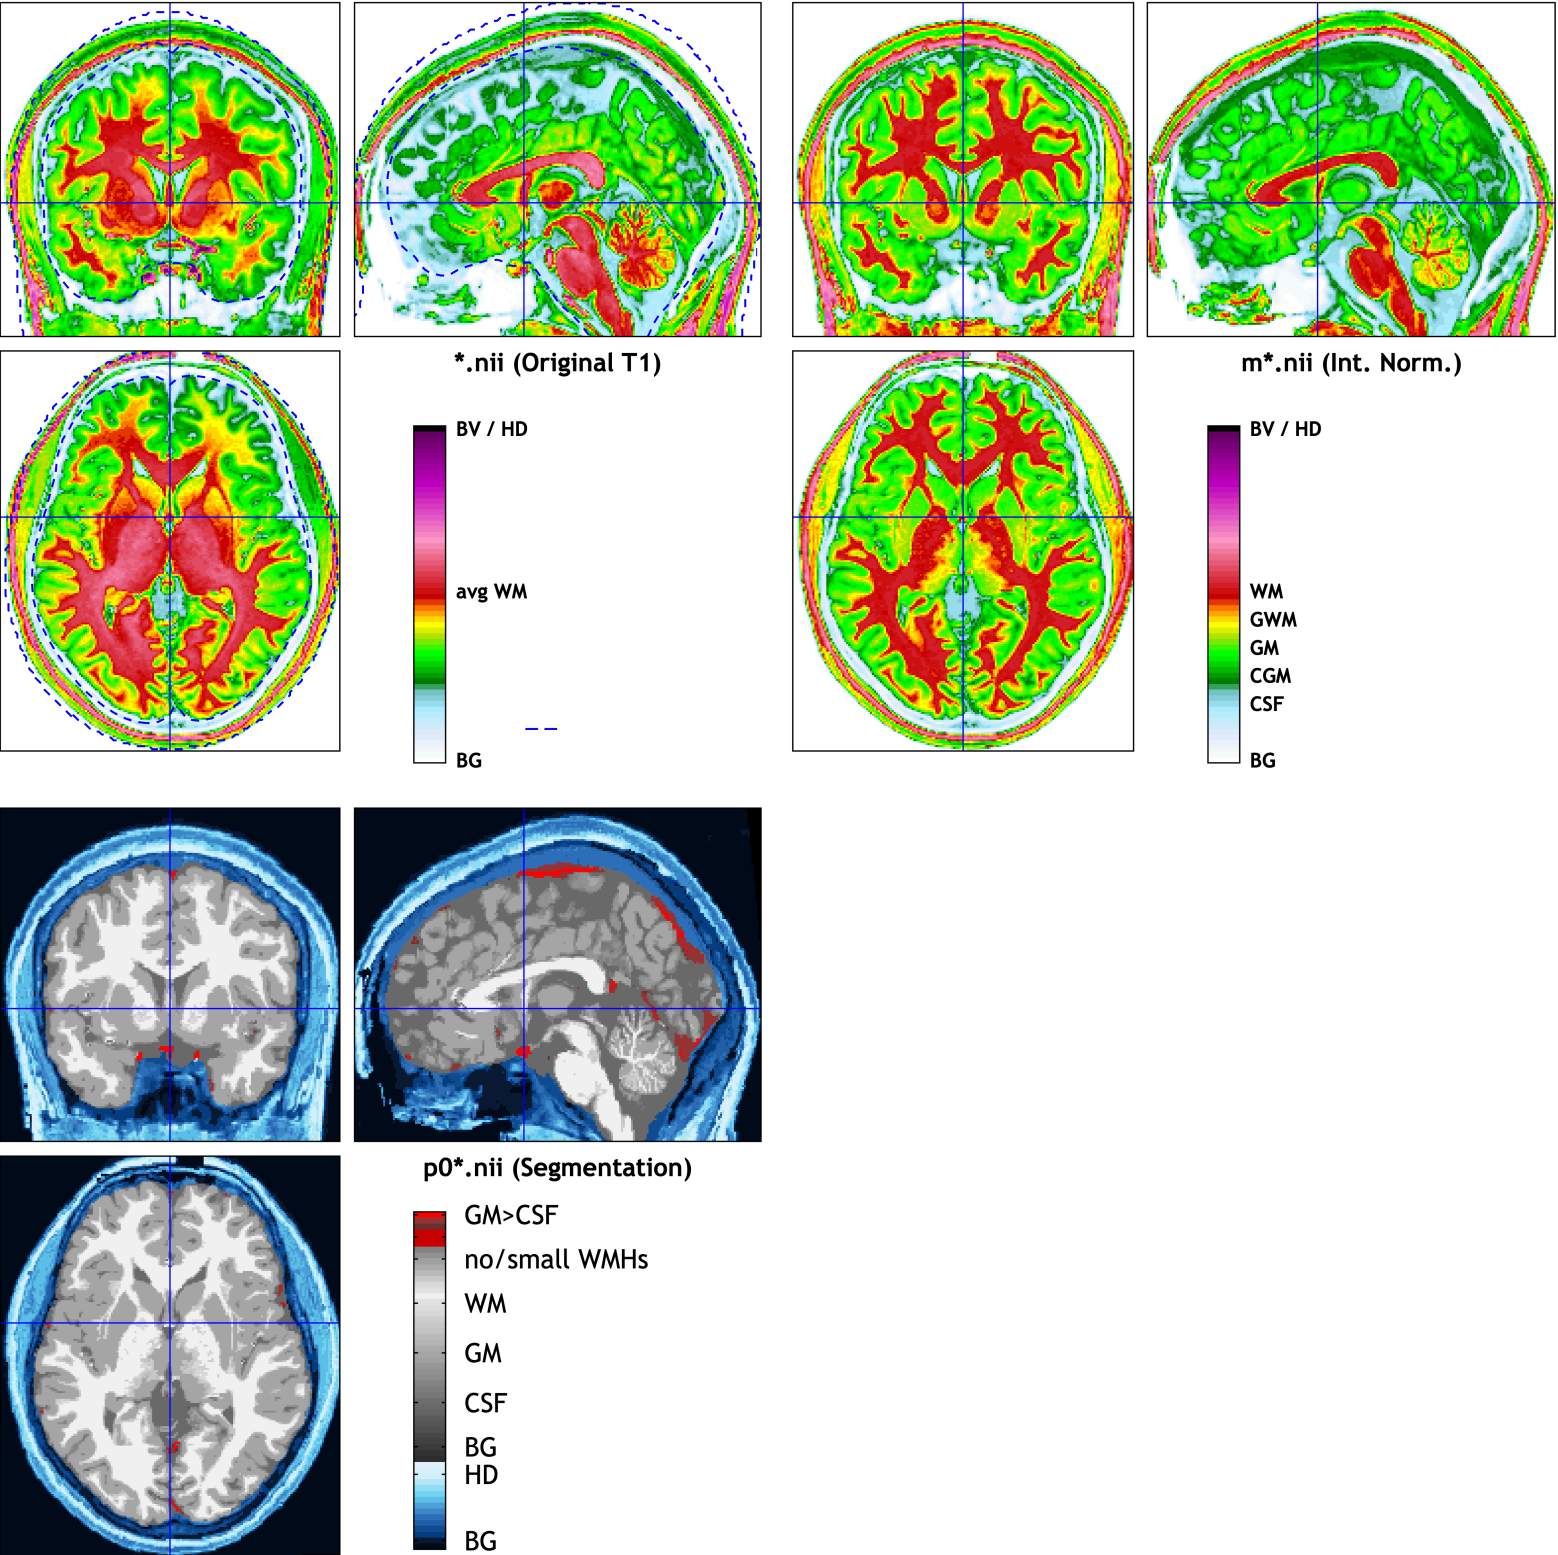 *.nii (Original T1)
BV / HD
avg WM
BG
m*.nii (Int. Norm.)
BV / HD
WM
GWM
GM
CGM
CSF
BG
p0*.nii (Segmentation)
GM>CSF
no/small WMHs
WM
GM
CSF
BG
HD
BG